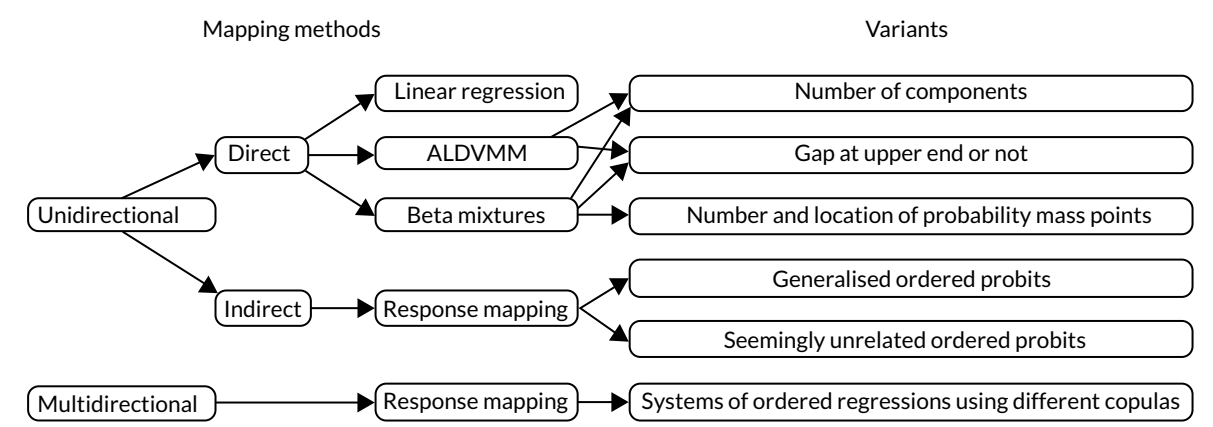 Mapping methods
Variants
Linear regression
Number of components
Direct
ALDVMM
Gap at upper end or not
Unidirectional
Beta mixtures
Number and location of probability mass points
Generalised ordered probits
Indirect
Response mapping
Seemingly unrelated ordered probits
Multidirectional
Response mapping
Systems of ordered regressions using different copulas